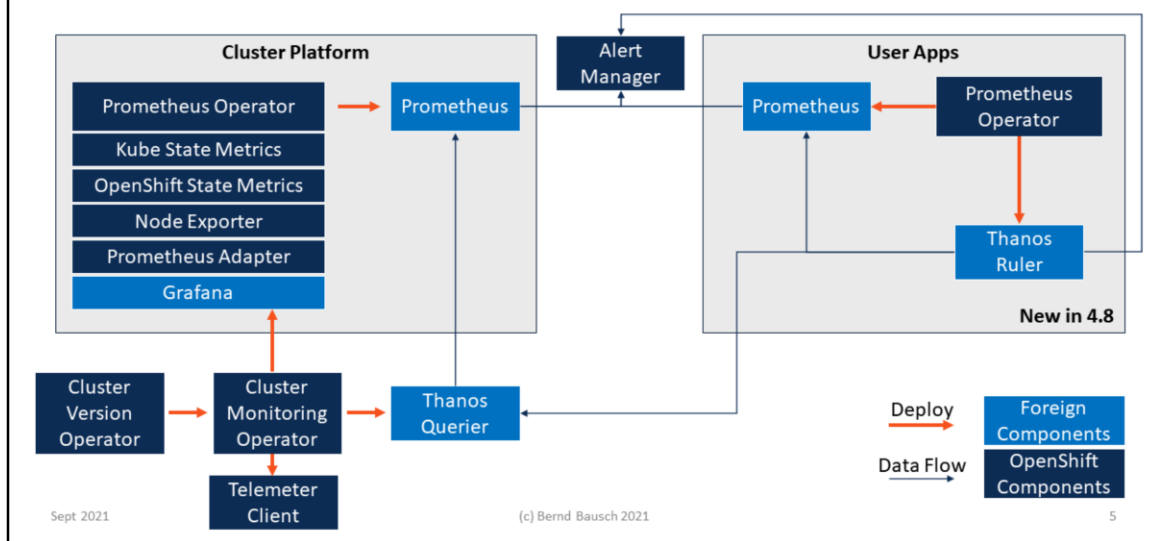 Cluster Platform
Alert
Manager
User Apps
Prometheus Operator
Prometheus
Prometheus
Prometheus
Operator
Kube State Metrics
OpenShift State Metrics
Node Exporter
Prometheus Adapter
Grafana
Thanos
Ruler
New in 4.8
Cluster
Version
Operator
Cluster
Monitoring
Operator
Thanos
Querier
Telemeter
Client
Deploy
Foreign
Components
Data Flow
OpenShift
Components
Sept 2021
(c) Bernd Bausch 2021
5